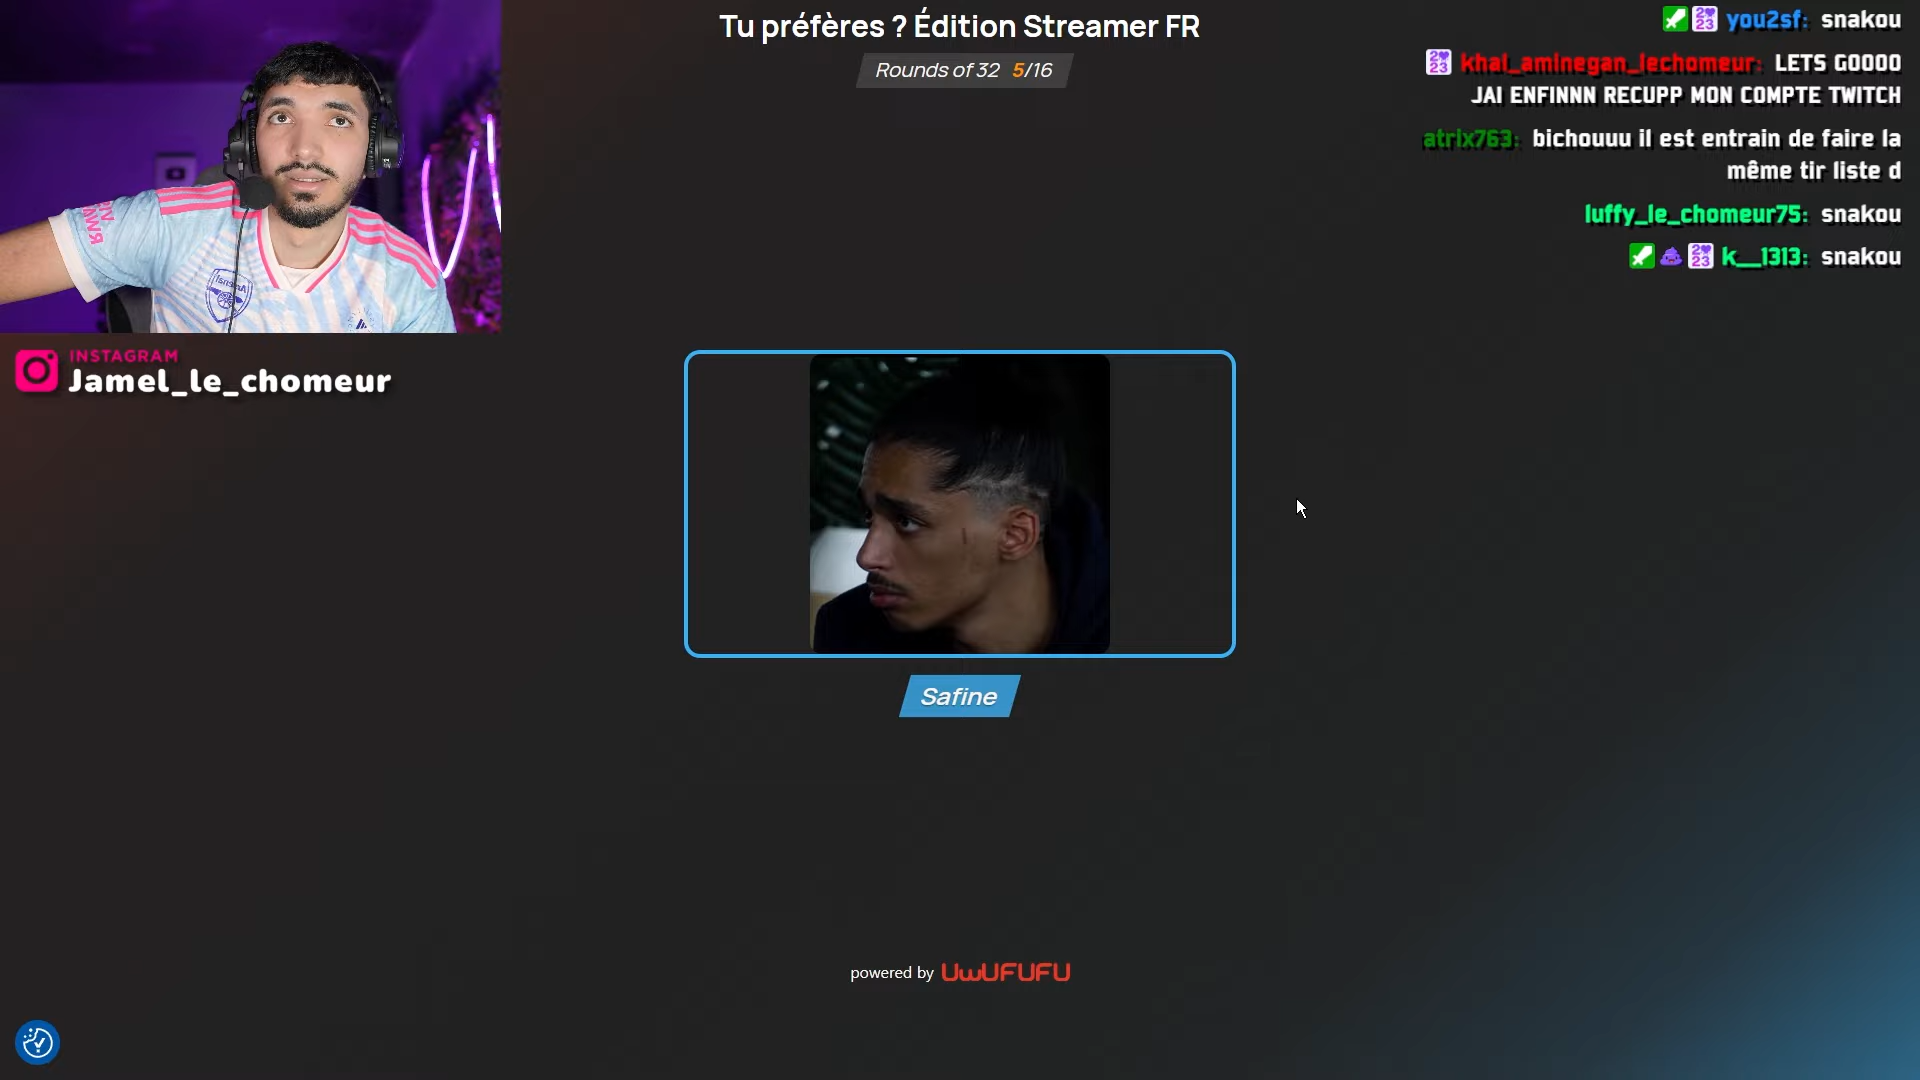 Tu préfères ? Édition Streamer FR
Rounds of 32 5/16
you2sf: snakou
khal_aminegan_lechomeur: LETS GOOOO
JAI ENFINNN RECUPP MON COMPTE TWITCH
atrix763: bichouuu il est entrain de faire la
même tir liste d
luffy_le_chomeur75: snakou
k__1313: snakou
INSTAGRAM
Jamel_le_chomeur
Safine
powered by UwUFUFU